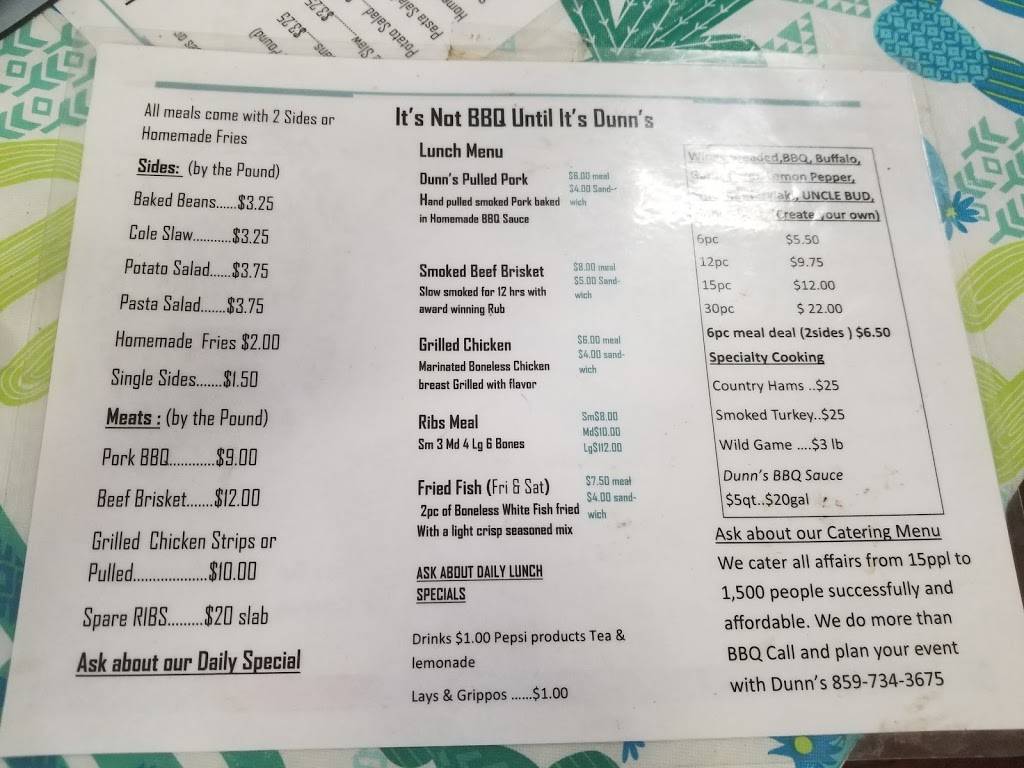 All meals come with 2 Sides or
Homemade Fries
Sides: (by the Pound)
Baked Beans......$3.25
Cole Slaw...........$3.25
Potato Salad......$3.75
Pasta Salad.......$3.75
Homemade Fries $2.00
Single Sides.......$1.50
Meats : (by the Pound)
Pork BBQ............$9.00
Beef Brisket.......$12.00
Grilled Chicken Strips or
Pulled....................$10.00
Spare RIBS.........$20 slab
Ask about our Daily Special
It's Not BBQ Until It's Dunn's
Lunch Menu
Dunn's Pulled Pork
Hand pulled smoked Pork baked
in Homemade BBQ Sauce
$6.00 meal
$4.00 Sand-
wich
Smoked Beef Brisket
Slow smoked for 12 hrs with
award winning Rub
$8.00 meal
$5.00 Sand-
wich
Grilled Chicken
Marinated Boneless Chicken
breast Grilled with flavor
$6.00 meal
$4.00 sand-
wich
Ribs Meal
Sm 3 Md 4 Lg 6 Bones
Sm$8.00
Md$10.00
Lg$112.00
Fried Fish (Fri & Sat)
2pc of Boneless White Fish fried
With a light crisp seasoned mix
$7.50 meal
$4.00 sand-
wich
ASK ABOUT DAILY LUNCH
SPECIALS
Drinks $1.00 Pepsi products Tea &
lemonade
Lays & Grippos ......$1.00
BBQ, Buffalo,
Pepper,
UNCLE BUD,
(Create your own)
6pc $5.50
12pc $9.75
15pc $12.00
30pc $ 22.00
6pc meal deal (2sides ) $6.50
Specialty Cooking
Country Hams ..$25
Smoked Turkey..$25
Wild Game ....$3 lb
Dunn's BBQ Sauce
$5qt..$20gal
Ask about our Catering Menu
We cater all affairs from 15ppl to
1,500 people successfully and
affordable. We do more than
BBQ Call and plan your event
with Dunn's 859-734-3675
$3.25
$3.25
Potato Salad
Pasta Sala